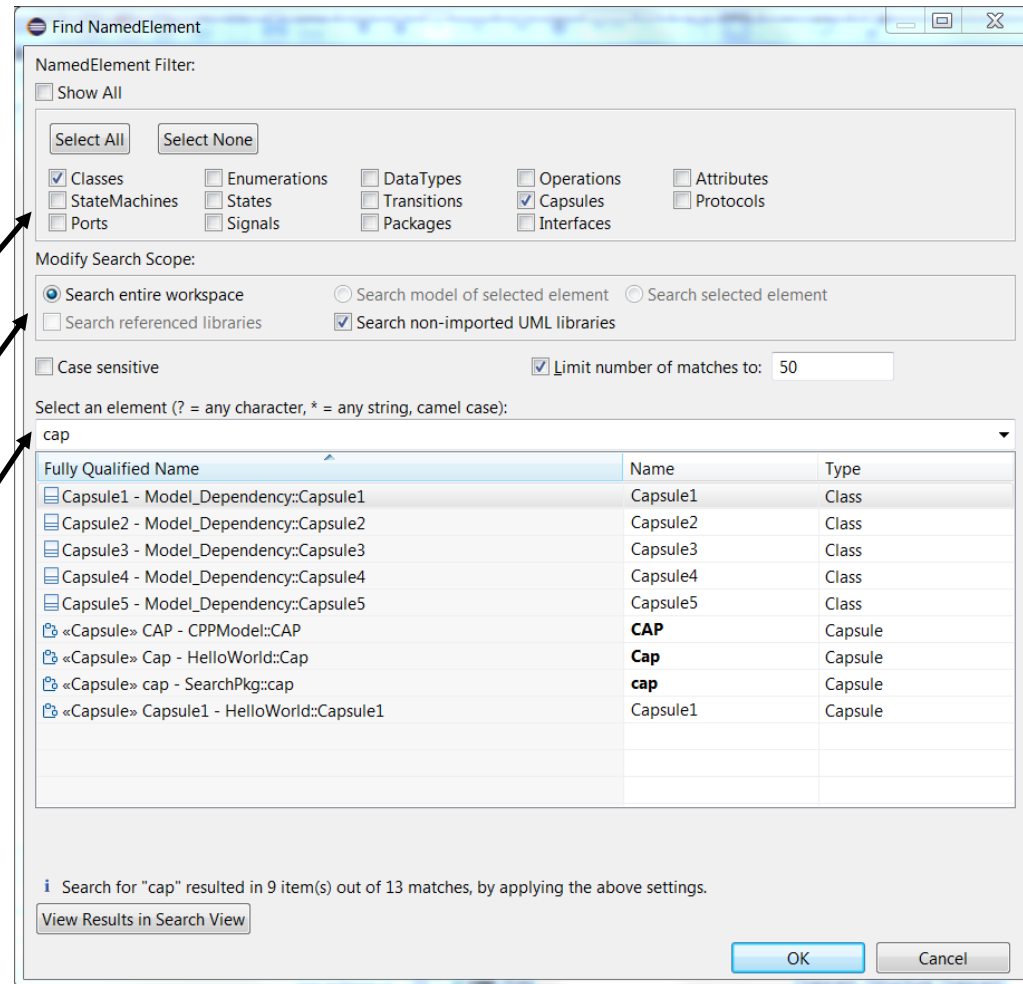 Find NamedElement
NamedElement Filter:
Show All
Select All Select None
Classes Enumerations DataTypes Operations Attributes
StateMachines States Transitions Capsules Protocols
Ports Signals Packages Interfaces
Modify Search Scope:
Search entire workspace Search model of selected element Search selected element
Search referenced libraries Search non-imported UML libraries
Case sensitive Limit number of matches to: 50
Select an element (? = any character, * = any string, camel case):
cap
Fully Qualified Name Name Type
Capsule1 - Model_Dependency::Capsule1 Capsule1 Class
Capsule2 - Model_Dependency::Capsule2 Capsule2 Class
Capsule3 - Model_Dependency::Capsule3 Capsule3 Class
Capsule4 - Model_Dependency::Capsule4 Capsule4 Class
Capsule5 - Model_Dependency::Capsule5 Capsule5 Class
«Capsule» CAP - CPPModel::CAP CAP Capsule
«Capsule» Cap - HelloWorld::Cap Cap Capsule
«Capsule» cap - SearchPkg::cap cap Capsule
«Capsule» Capsule1 - HelloWorld::Capsule1 Capsule1 Capsule
Search for "cap" resulted in 9 item(s) out of 13 matches, by applying the above settings.
View Results in Search View
OK Cancel